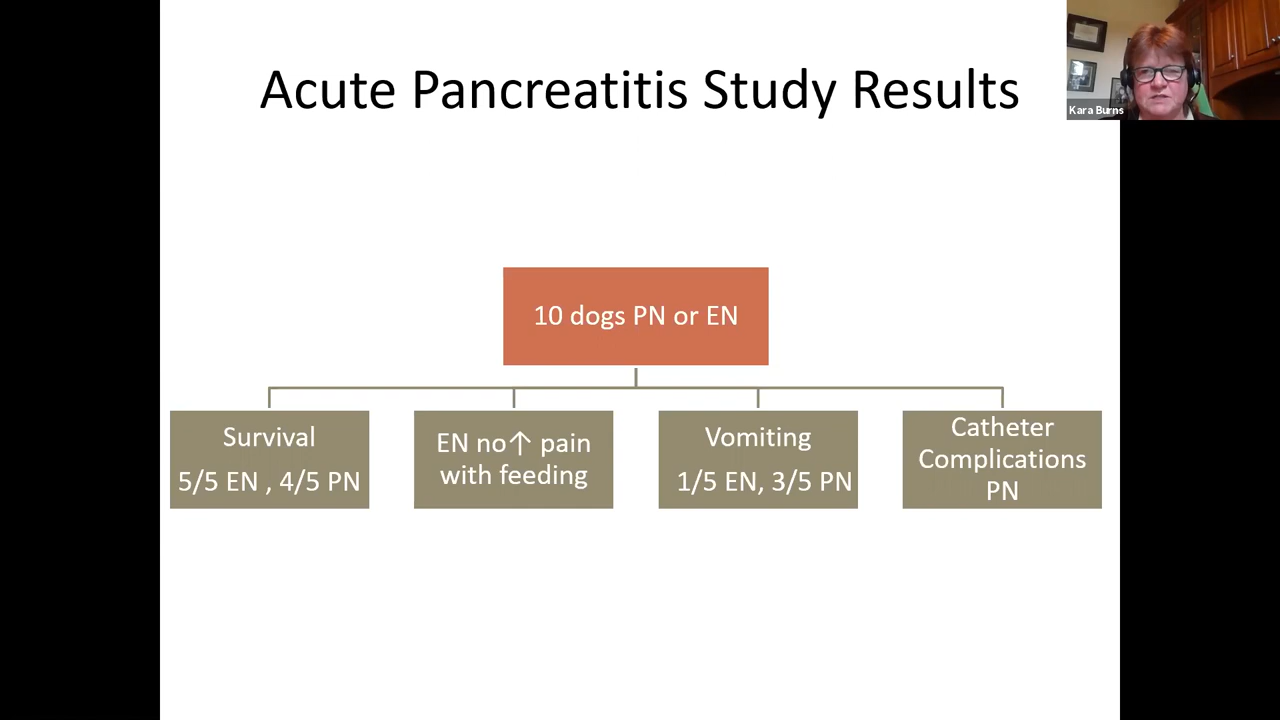 Acute Pancreatitis Study Results
Kara Burns
10 dogs PN or EN
Survival
5/5 EN , 4/5 PN
EN no↑ pain
with feeding
Vomiting
1/5 EN, 3/5 PN
Catheter
Complications
PN